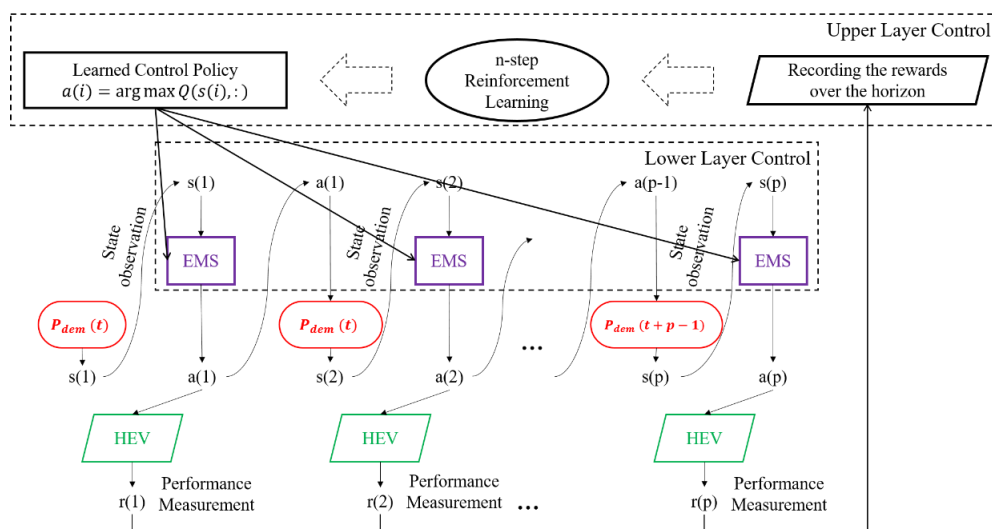 Upper Layer Control
Learned Control Policy
a(i) = arg max Q(s(i),:)
n-step
Reinforcement
Learning
Recording the rewards
over the horizon
Lower Layer Control
s(1)
a(1)
s(2)
a(p-1)
s(p)
State
observation
State
observation
State
observation
EMS
EMS
EMS
P_dem (t)
P_dem (t)
P_dem (t + p − 1)
...
s(1)
a(1)
s(2)
a(2)
s(p)
a(p)
HEV
HEV
HEV
Performance
Measurement
Performance
Measurement
Performance
Measurement
r(1)
r(2)
...
r(p)